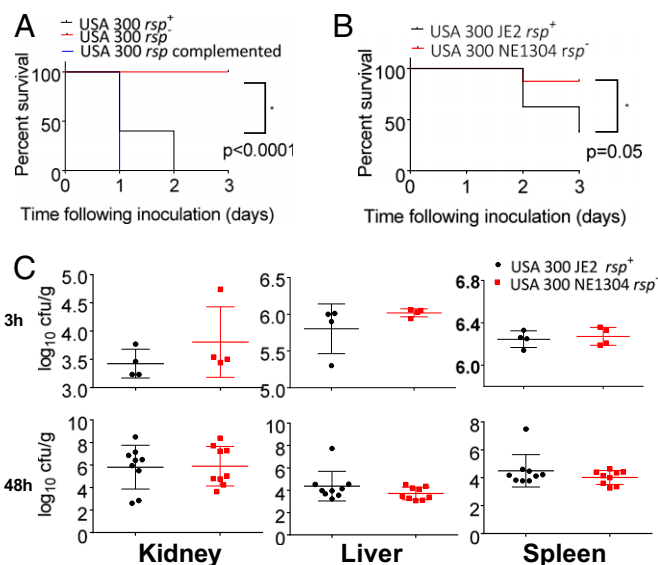 A
USA 300 rsp+
USA 300 rsp-
USA 300 rsp complemented
Percent survival
100
50
0
0 1 2 3
Time following inoculation (days)
*
p<0.0001
B
USA 300 JE2 rsp+
USA 300 NE1304 rsp-
Percent survival
100
50
0
0 1 2 3
Time following inoculation (days)
*
p=0.05
C
USA 300 JE2 rsp+
USA 300 NE1304 rsp-
3h
log10 cfu/g
5.0
4.5
4.0
3.5
3.0
6.5
6.0
5.5
5.0
6.8
6.4
6.0
48h
log10 cfu/g
10
8
6
4
2
0
10
8
6
4
2
0
8
6
4
2
0
Kidney Liver Spleen